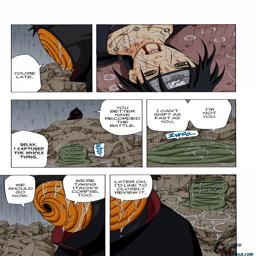 YOU'RE
LATE.
YOU
BETTER
HAVE
RECORDED
THE
BATTLE.
I CAN'T
SHIFT AS
FAST AS
YOU.
I'M
NOT
YOU.
RELAX.
I CAPTURED
THE WHOLE
THING.
WE
SHOULD
GO NOW.
WE'RE
TAKING
ITACHI'S
CORPSE,
TOO.
LATER ON,
I'D LIKE TO
CLOSELY
REVIEW IT.